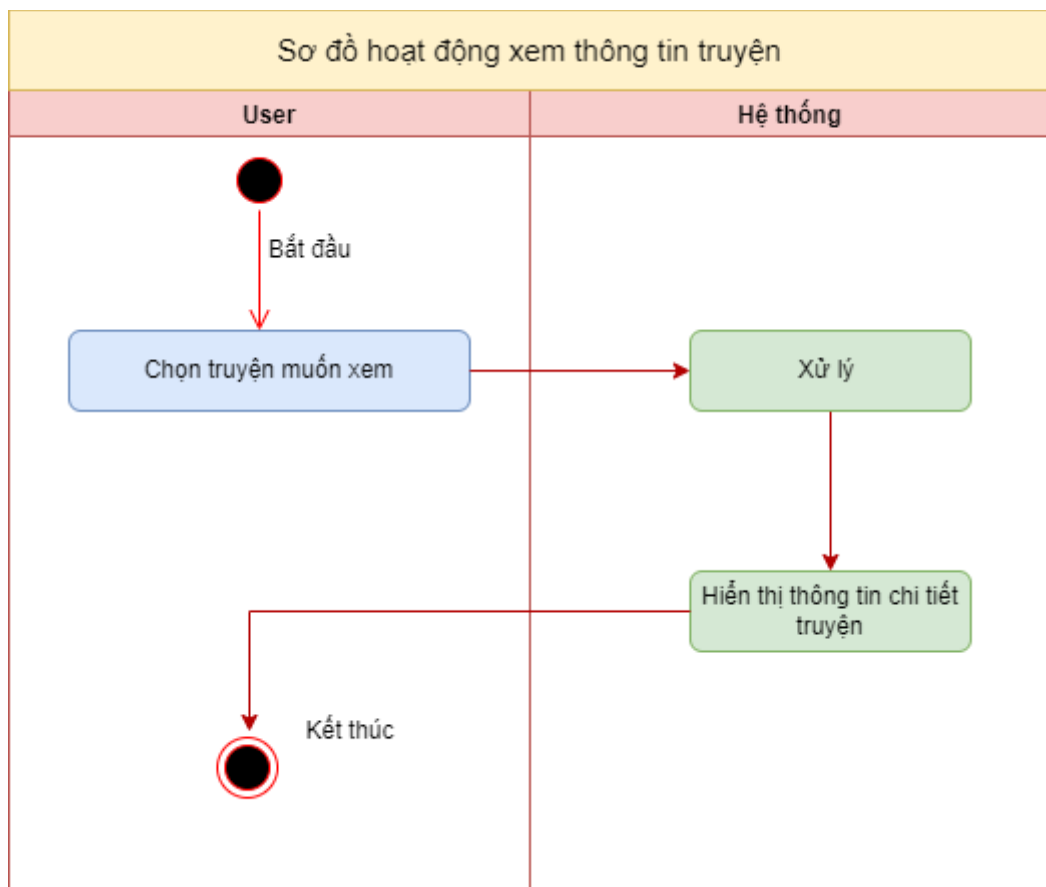 Sơ đồ hoạt động xem thông tin truyện
User
Hệ thống
Bắt đầu
Chọn truyện muốn xem
Xử lý
Hiển thị thông tin chi tiết
truyện
Kết thúc